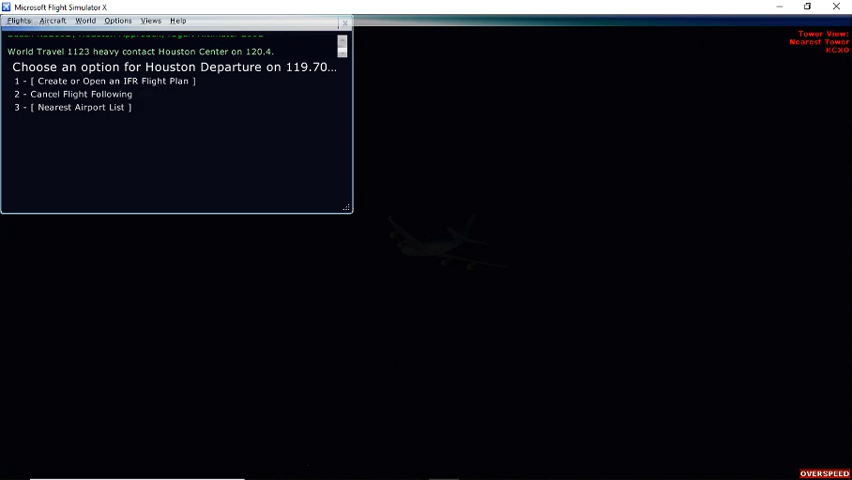 Microsoft Flight Simulator X
Flights Aircraft World Options Views Help
Tower View:
Nearest Tower
KCXO
World Travel 1123 heavy contact Houston Center on 120.4.
Choose an option for Houston Departure on 119.70...
1 - [ Create or Open an IFR Flight Plan ]
2 - Cancel Flight Following
3 - [ Nearest Airport List ]
OVERSPEED